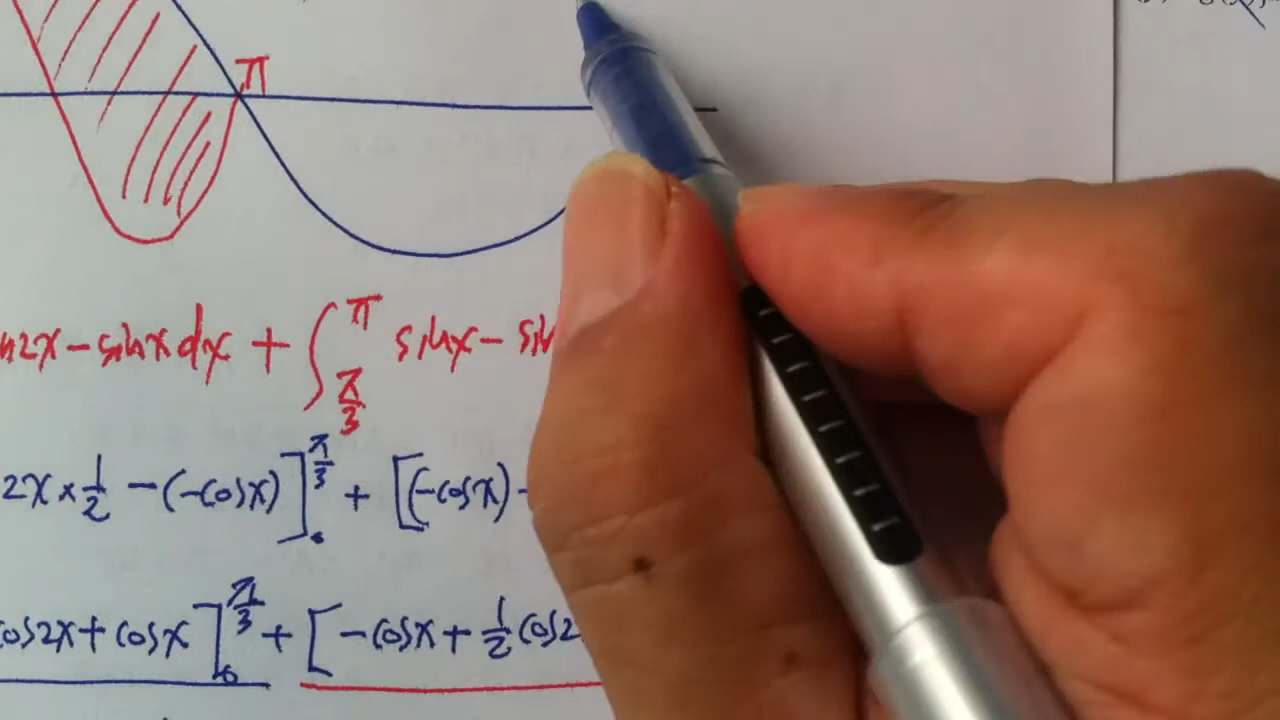 π
n2x - sinx dx + ∫_{π/3}^{π} sinx - sin
2x × 1/2 - (-cosx)]_{0}^{π/3} + [(-cosx) -
cos2x + cosx]_{0}^{π/3} + [-cosx + 1/2 cos2